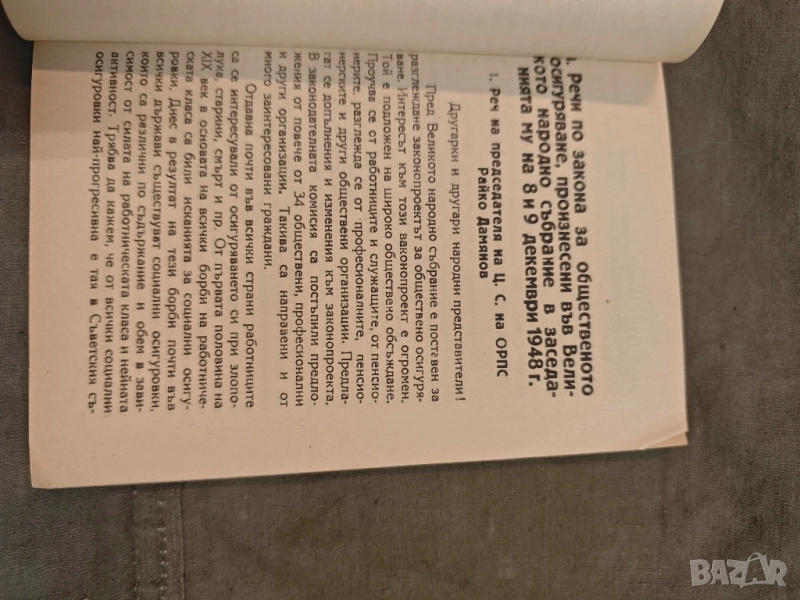 I. Речи по закона за общественото
осигуряване, произнесени във Вели-
кото народно събрание в заседа-
нията му на 8 и 9 декември 1948 г.
1. Реч на председателя на Ц. С. на ОРПС
Райко Дамянов
Другарки и другари народни представители!
Пред Великото народно събрание е поставен за
разглеждане законопроектът за обществено осигуря-
ване. Интересът към този законопроект е огромен.
Той е подложен на широко обществено обсъждане.
Проучва се от работниците и служащите, от пенсио-
нерите, разглежда се от професионалните, пенсио-
нерските и други обществени организации. Предла-
гат се допълнения и изменения към законопроекта.
В законодателната комисия са постъпили предло-
жения от повече от 34 обществени, професионални
и други организации. Такива са направени и от
много заинтересовани граждани.
Отдавна почти във всички страни работниците
са се интересували от осигуряването си при злопо-
лука, старини, смърт и пр. От първата половина на
XIX век в основата на всички борби на работниче-
ската класа са били исканията за социални осигу-
ровки. Днес в резултат на тези борби почти във
всички държави съществуват социални осигуровки,
които са различни по съдържание и обем в зави-
симост от силата на работническата класа и нейната
активност. Трябва да кажем, че от всички социални
осигуровки най-прогресивна е тая в Съветския съ-
BAZAR